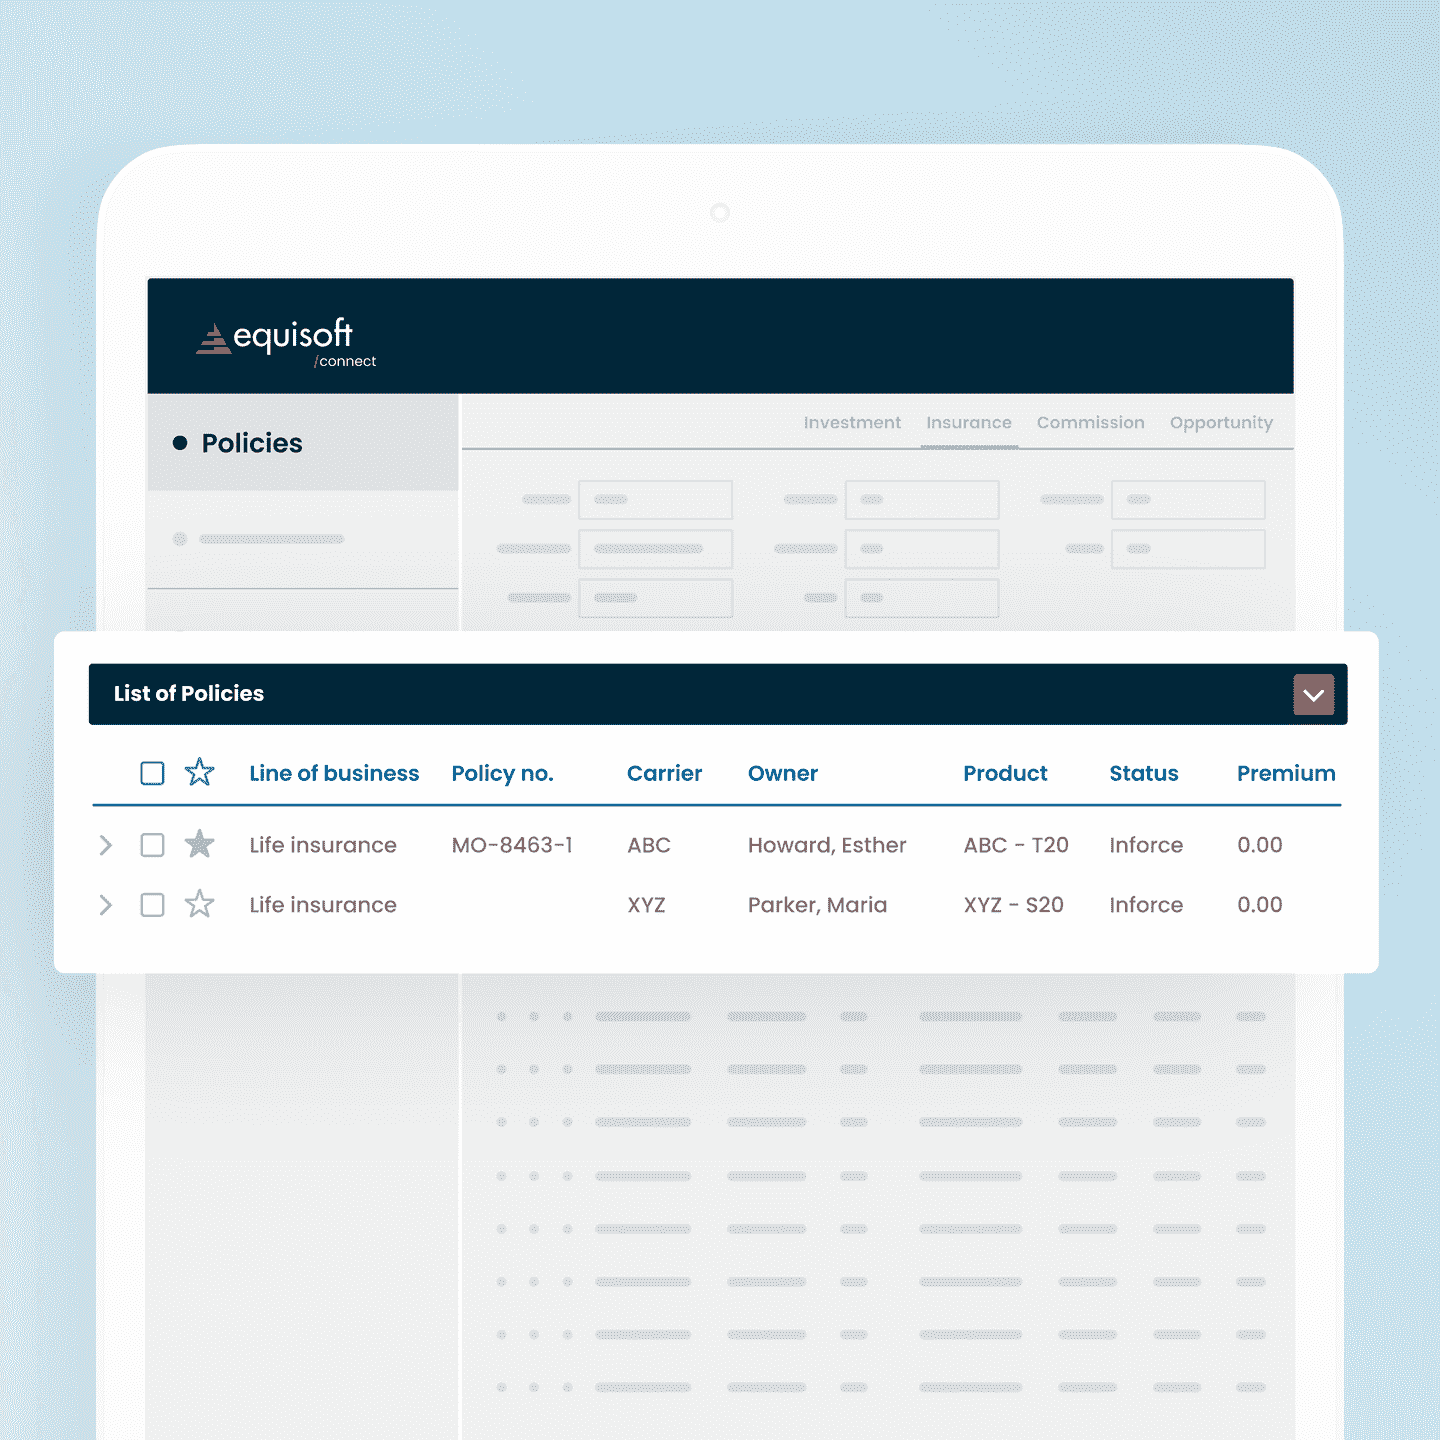 equisoft
/connect
Policies
Investment Insurance Commission Opportunity
List of Policies
Line of business Policy no. Carrier Owner Product Status Premium
Life insurance MO-8463-1 ABC Howard, Esther ABC - T20 Inforce 0.00
Life insurance XYZ Parker, Maria XYZ - S20 Inforce 0.00